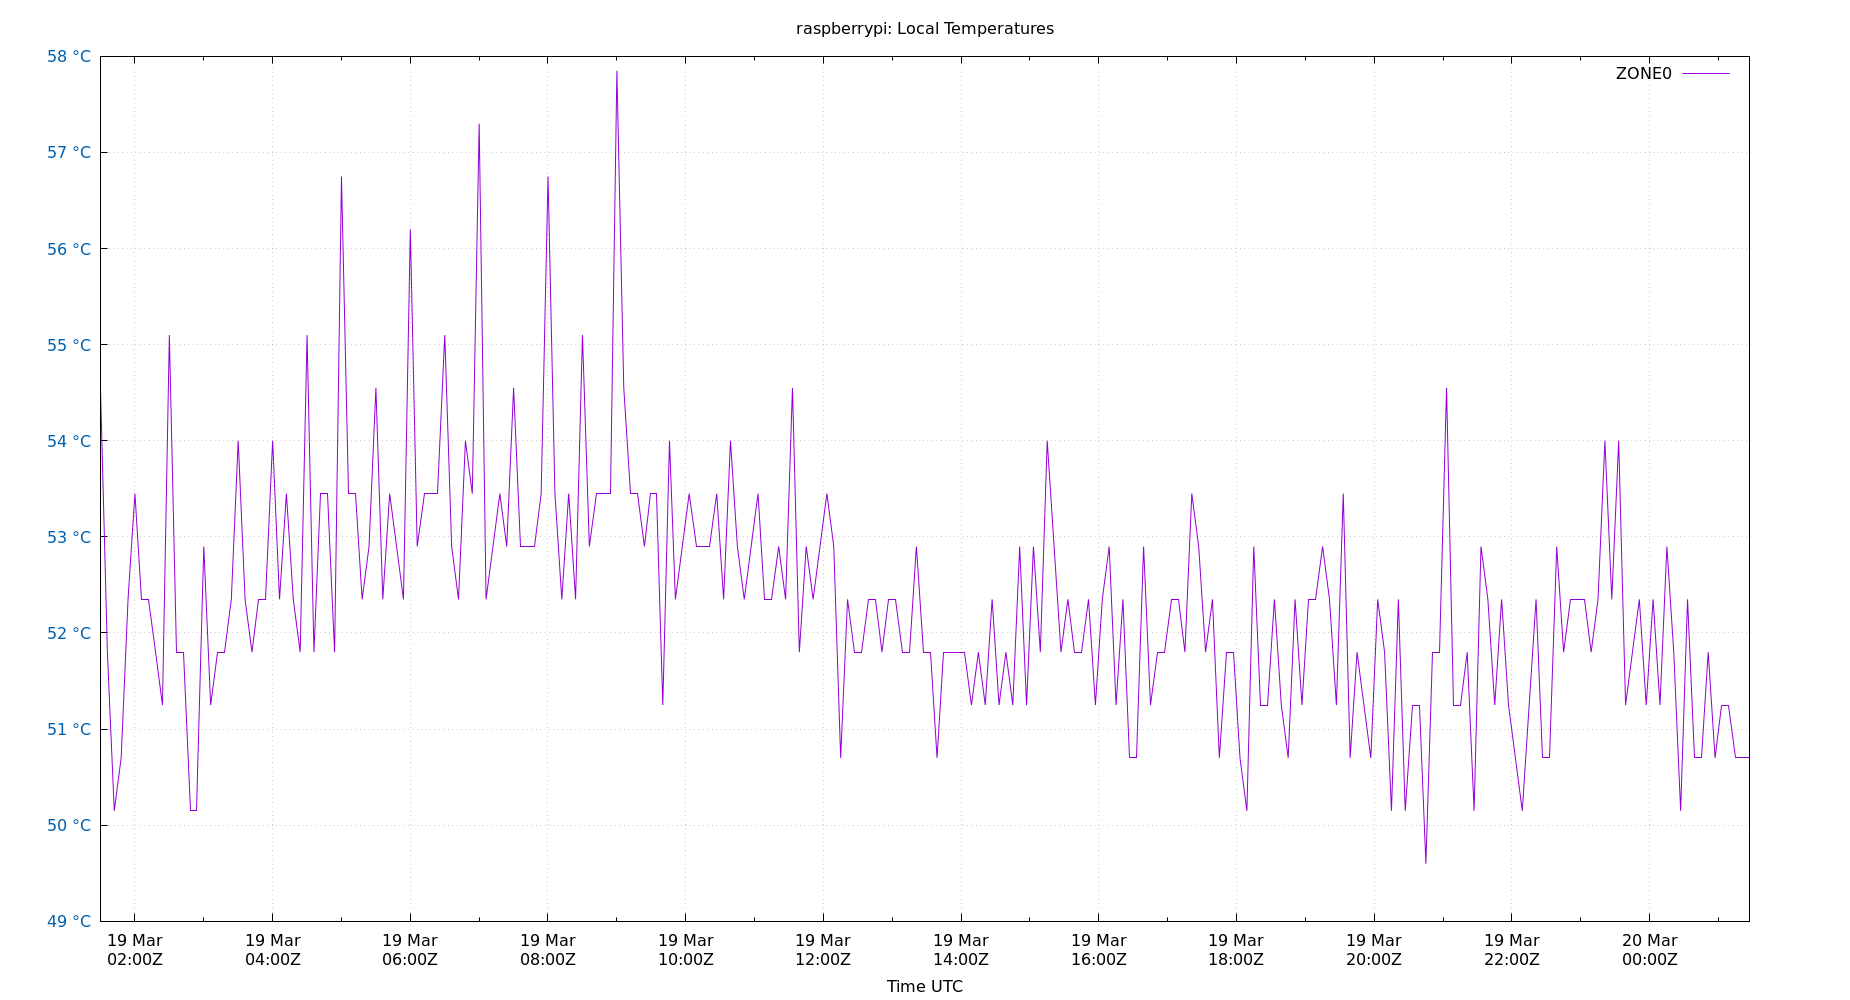 raspberrypi: Local Temperatures
58 °C
57 °C
56 °C
55 °C
54 °C
53 °C
52 °C
51 °C
50 °C
49 °C
ZONE0
19 Mar 19 Mar 19 Mar 19 Mar 19 Mar 19 Mar 19 Mar 19 Mar 19 Mar 19 Mar 19 Mar 20 Mar
02:00Z 04:00Z 06:00Z 08:00Z 10:00Z 12:00Z 14:00Z 16:00Z 18:00Z 20:00Z 22:00Z 00:00Z
Time UTC